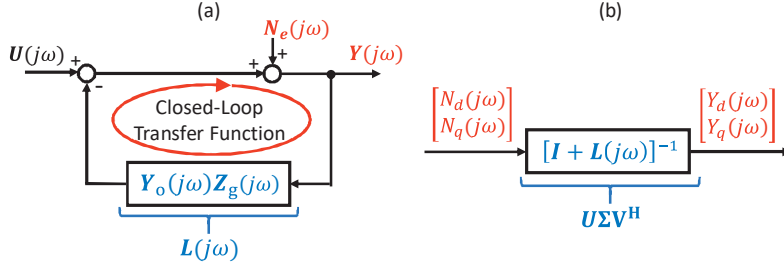 (a)
N_e(jω)
U(jω)
+
-
+
+
Y(jω)
Closed-Loop
Transfer Function
Y_o(jω)Z_g(jω)
L(jω)
(b)
[N_d(jω)
N_q(jω)]
[I + L(jω)]^{-1}
[Y_d(jω)
Y_q(jω)]
UΣV^H